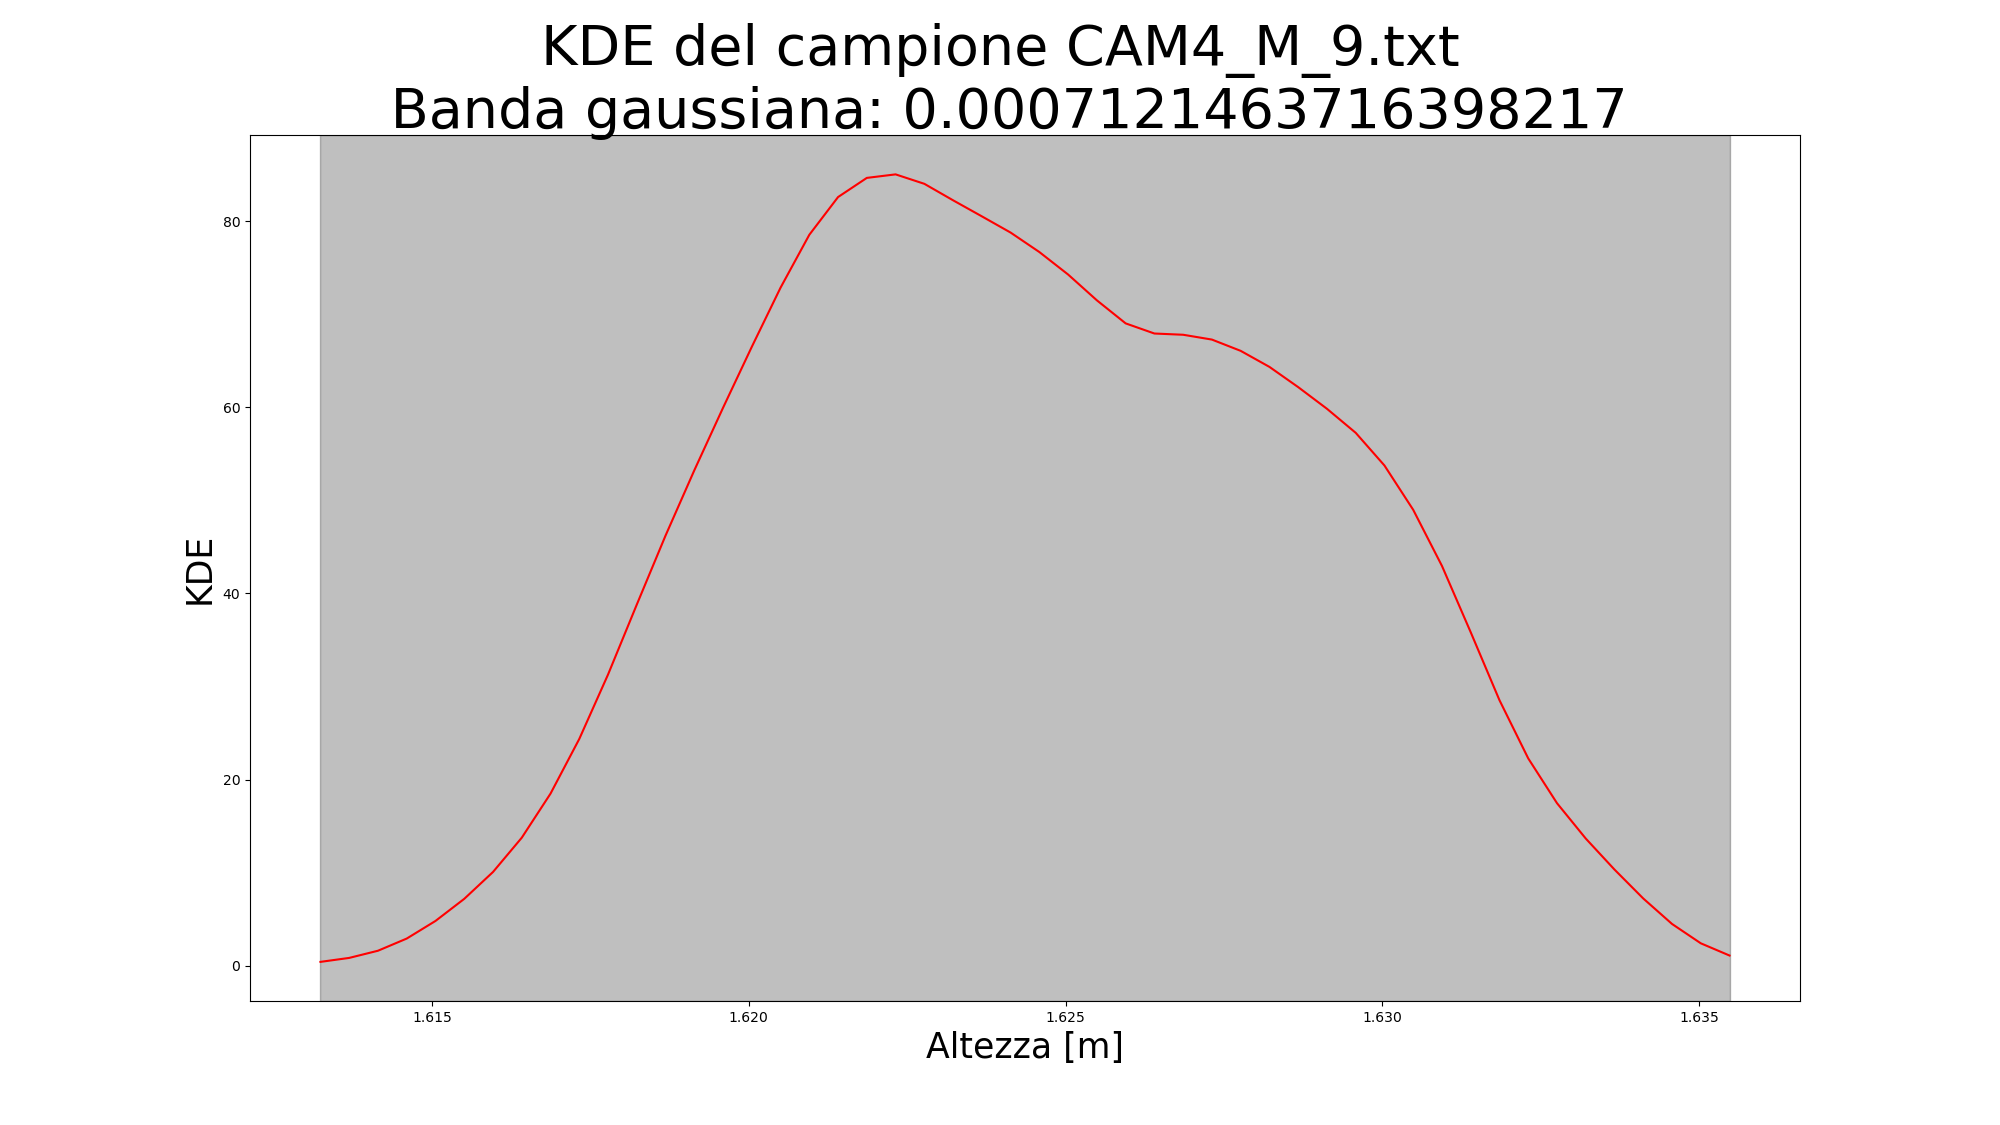 KDE del campione CAM4_M_9.txt
Banda gaussiana: 0.0007121463716398217
80
60
40
20
0
KDE
1.615 1.620 1.625 1.630 1.635
Altezza [m]